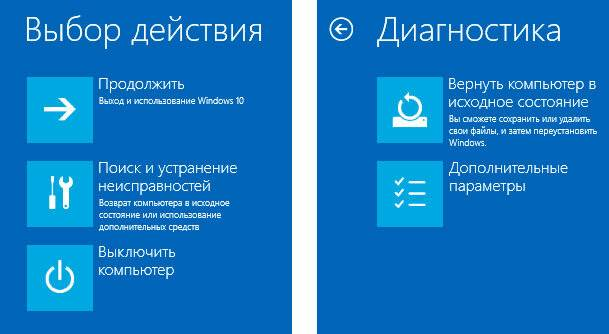 Выбор действия
Продолжить
Выход и использование Windows 10
Поиск и устранение
неисправностей
Возврат компьютера в исходное
состояние или использование
дополнительных средств
Выключить
компьютер
Диагностика
Вернуть компьютер в
исходное состояние
Вы сможете сохранить или удалить
свои файлы, и затем переустановить
Windows.
Дополнительные
параметры